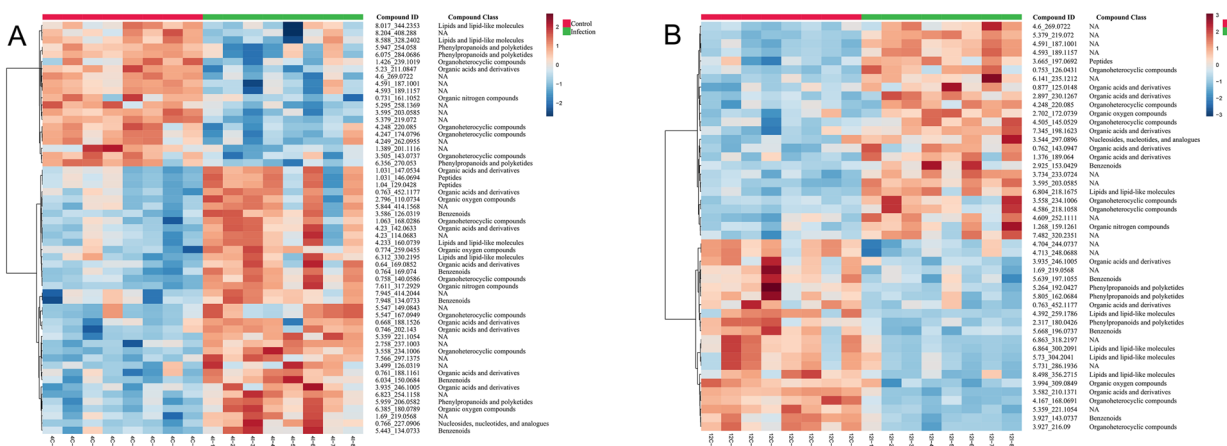 A
Control
Infection
Compound ID Compound Class
8.017_344.2353 Lipids and lipid-like molecules
8.204_408.288 NA
8.588_328.2402 Lipids and lipid-like molecules
5.947_254.058 Phenylpropanoids and polyketides
6.075_284.0686 Phenylpropanoids and polyketides
1.426_239.1019 Organoheterocyclic compounds
5.23_211.0847 Organic acids and derivatives
4.6_269.0722 NA
4.591_187.1001 NA
4.593_189.1157 NA
0.731_161.1052 Organic nitrogen compounds
5.295_258.1369 NA
3.595_203.0585 NA
5.379_219.072 NA
4.248_220.085 Organoheterocyclic compounds
4.247_174.0796 Organoheterocyclic compounds
4.249_262.0955 NA
1.389_201.1116 NA
3.505_143.0737 Organoheterocyclic compounds
6.356_270.053 Phenylpropanoids and polyketides
1.031_147.0534 Organic acids and derivatives
1.031_146.0694 Peptides
1.04_129.0428 Peptides
0.763_452.1177 Organic acids and derivatives
2.796_110.0734 Organic oxygen compounds
5.844_414.1568 NA
3.586_126.0319 Benzenoids
1.063_168.0286 Organoheterocyclic compounds
4.23_142.0633 Organic acids and derivatives
4.23_114.0683 NA
4.233_160.0739 Lipids and lipid-like molecules
0.774_259.0455 Organic oxygen compounds
6.312_330.2195 Lipids and lipid-like molecules
0.64_169.0852 Organic acids and derivatives
0.764_169.074 Benzenoids
0.758_140.0586 Organoheterocyclic compounds
7.611_317.2929 Organic nitrogen compounds
7.945_414.2044 NA
7.948_134.0733 Benzenoids
5.547_149.0843 NA
5.547_167.0949 Organoheterocyclic compounds
0.668_188.1526 Organic acids and derivatives
0.746_202.143 Organic acids and derivatives
5.359_221.1054 NA
2.758_237.1003 NA
3.558_234.1006 Organoheterocyclic compounds
7.566_297.1375 NA
3.499_126.0319 NA
0.761_188.1161 Organic acids and derivatives
6.034_150.0684 Benzenoids
3.935_246.1005 Organic acids and derivatives
6.823_254.1158 NA
5.959_206.0582 Phenylpropanoids and polyketides
6.385_180.0789 Organic oxygen compounds
1.69_219.0568 NA
0.766_227.0906 Nucleosides, nucleotides, and analogues
5.443_134.0733 Benzenoids
2
1
0
-1
-2
B
Compound ID Compound Class
4.6_269.0722 NA
5.379_219.072 NA
4.591_187.1001 NA
4.593_189.1157 NA
3.665_197.0692 Peptides
0.753_126.0431 Organoheterocyclic compounds
6.141_235.1212 NA
0.877_125.0148 Organic acids and derivatives
2.897_230.1267 Organic acids and derivatives
4.248_220.085 Organoheterocyclic compounds
2.702_172.0739 Organic oxygen compounds
4.505_145.0529 Organoheterocyclic compounds
7.345_198.1623 Organic acids and derivatives
3.544_297.0896 Nucleosides, nucleotides, and analogues
0.762_143.0947 Organic acids and derivatives
1.376_189.064 Organic acids and derivatives
2.925_153.0429 Benzenoids
3.734_233.0724 NA
3.595_203.0585 NA
6.804_218.1675 Lipids and lipid-like molecules
3.558_234.1006 Organoheterocyclic compounds
4.586_218.1058 Organoheterocyclic compounds
4.609_252.1111 NA
1.268_159.1261 Organic nitrogen compounds
7.482_320.2351 NA
4.704_244.0737 NA
4.713_248.0688 NA
3.935_246.1005 Organic acids and derivatives
1.69_219.0568 NA
5.639_197.1055 Benzenoids
5.264_192.0427 Phenylpropanoids and polyketides
5.805_162.0684 Phenylpropanoids and polyketides
0.763_452.1177 Organic acids and derivatives
4.392_259.1786 Lipids and lipid-like molecules
2.317_180.0426 Phenylpropanoids and polyketides
5.668_196.0737 Benzenoids
6.863_318.2197 NA
6.864_300.2091 Lipids and lipid-like molecules
5.73_304.2041 Lipids and lipid-like molecules
5.731_286.1936 NA
8.498_356.2715 Lipids and lipid-like molecules
3.994_309.0849 Organic oxygen compounds
3.582_210.1371 Organic acids and derivatives
4.167_168.0691 Organoheterocyclic compounds
5.359_221.1054 NA
3.927_143.0737 Benzenoids
3.927_216.09 Organoheterocyclic compounds
3
2
1
0
-1
-2
-3